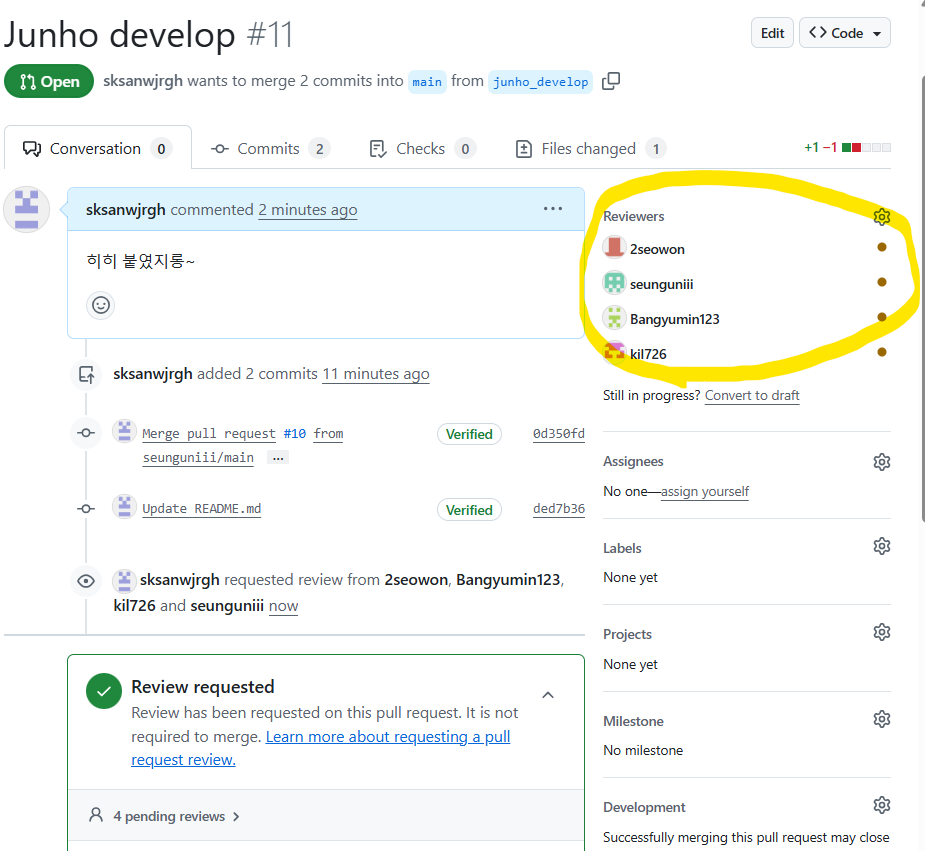 Junho develop #11
Edit
Code
Open
sksanwjrgh wants to merge 2 commits into main from junho_develop
Conversation 0
Commits 2
Checks 0
Files changed 1
+1 −1
sksanwjrgh commented 2 minutes ago
히히 붙였지롱~
sksanwjrgh added 2 commits 11 minutes ago
Merge pull request #10 from
seunguniii/main ...
Verified
0d350fd
Update README.md
Verified
ded7b36
sksanwjrgh requested review from 2seowon, Bangyumin123,
kil726 and seunguniii now
Review requested
Review has been requested on this pull request. It is not
required to merge. Learn more about requesting a pull
request review.
4 pending reviews
Reviewers
2seowon
seunguniii
Bangyumin123
kil726
Still in progress? Convert to draft
Assignees
No one—assign yourself
Labels
None yet
Projects
None yet
Milestone
No milestone
Development
Successfully merging this pull request may close